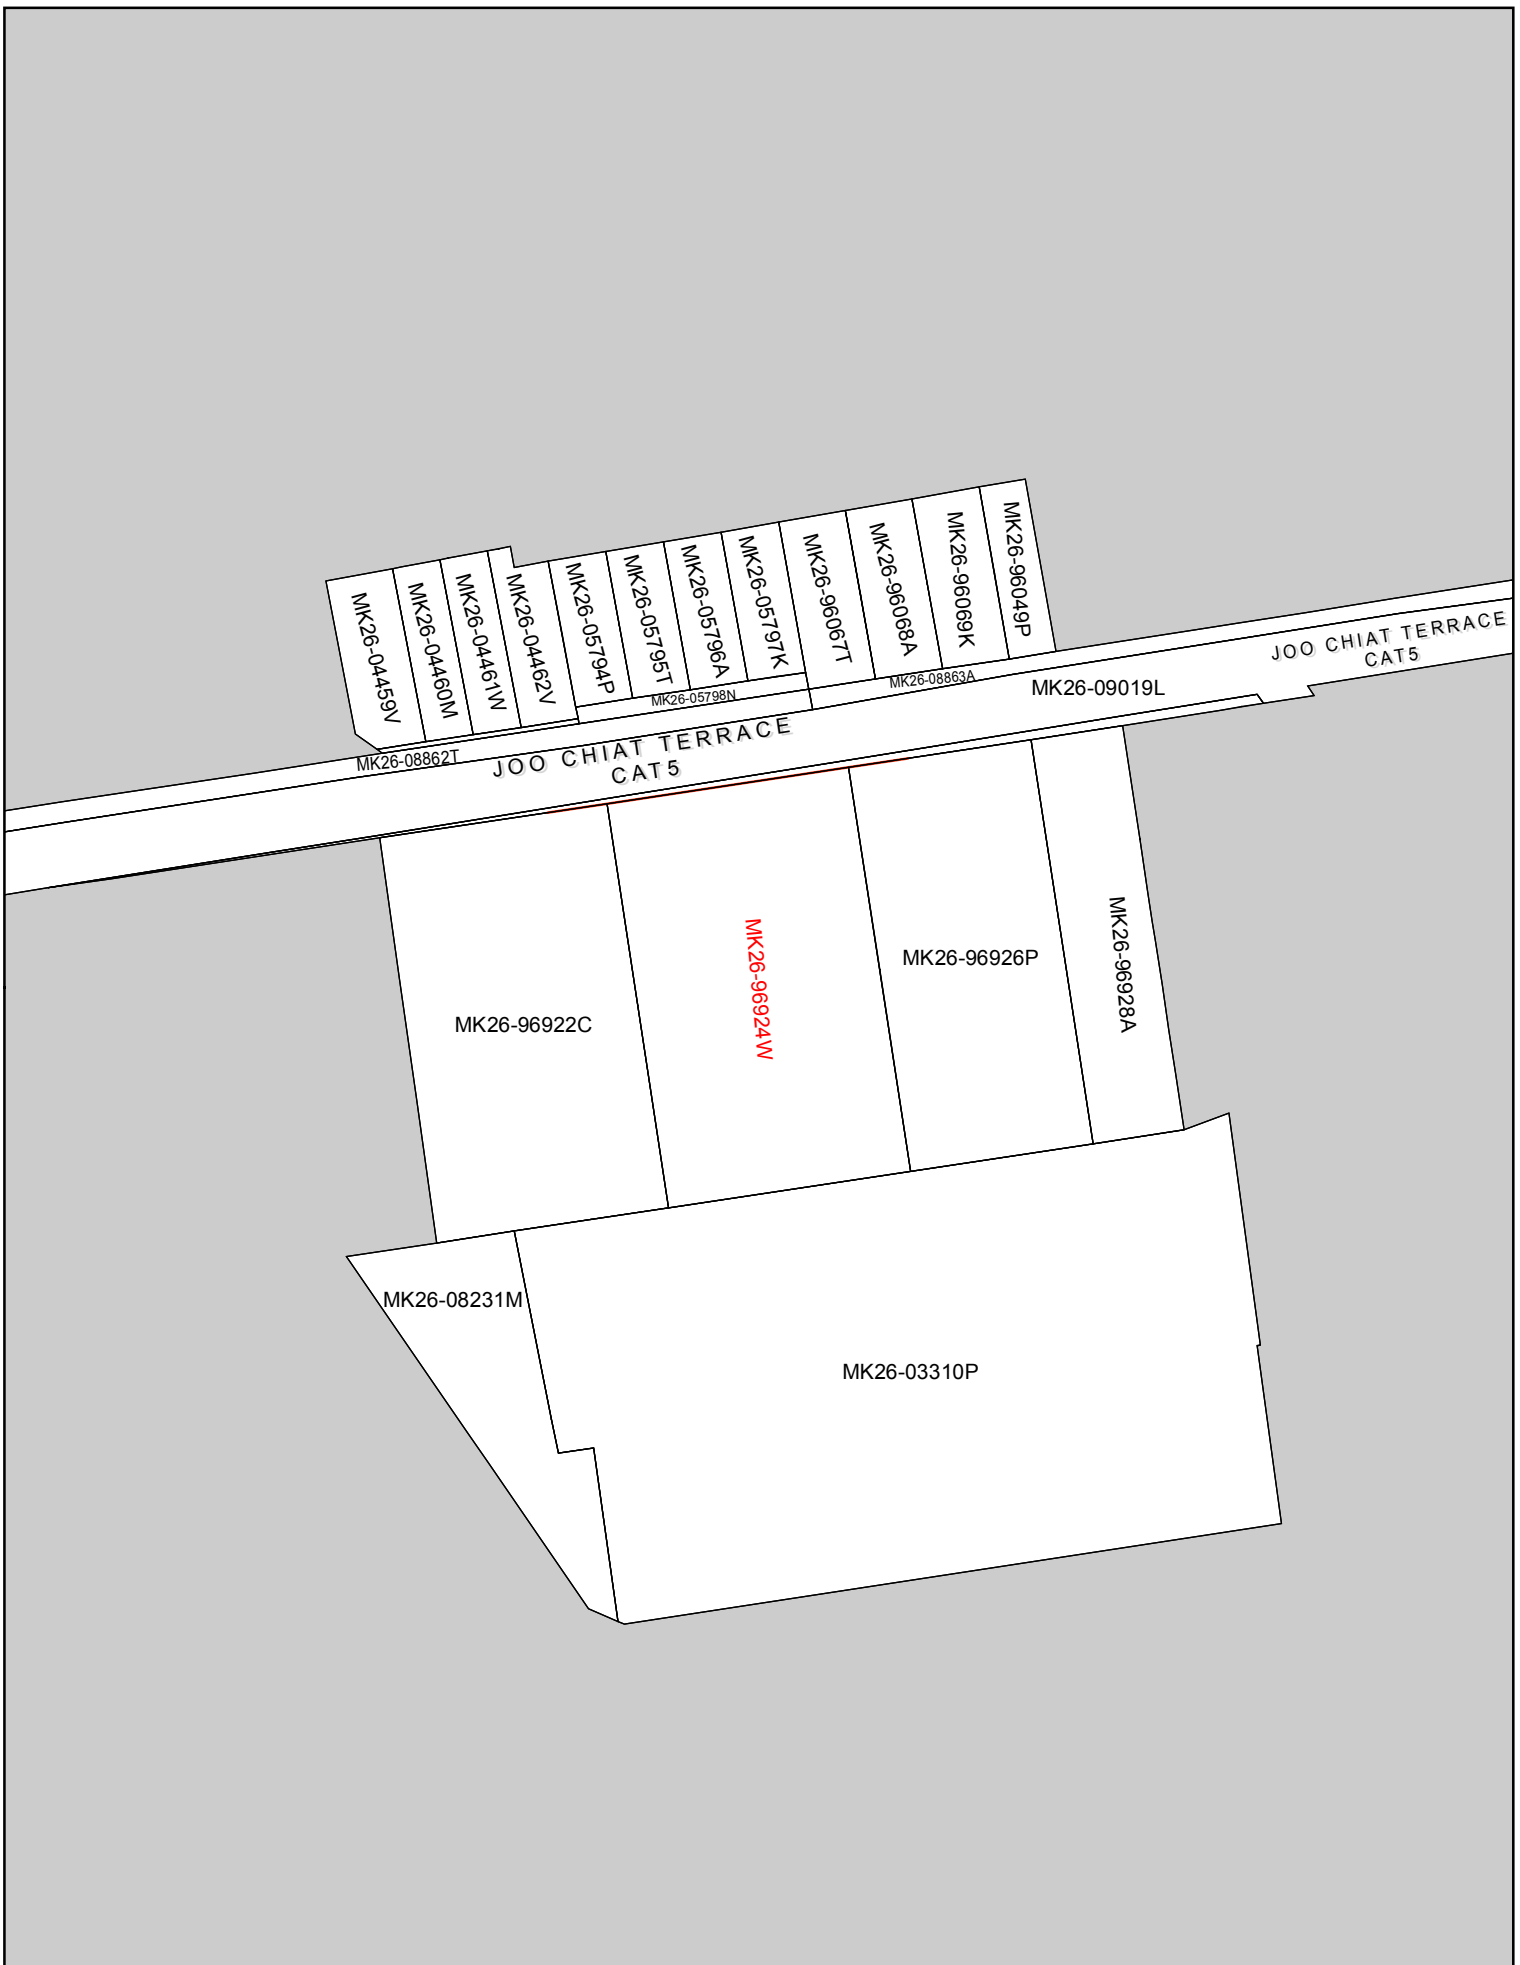 MK26-04459V
MK26-04460M
MK26-04461W
MK26-04462V
MK26-05794P
MK26-05795T
MK26-05796A
MK26-05797K
MK26-96067T
MK26-96068A
MK26-96069K
MK26-96049P
JOO CHIAT TERRACE
CAT5
MK26-08863A
MK26-09019L
MK26-05798N
MK26-08862T
JOO CHIAT TERRACE
CAT5
MK26-96922C
MK26-96924W
MK26-96926P
MK26-96928A
MK26-08231M
MK26-03310P